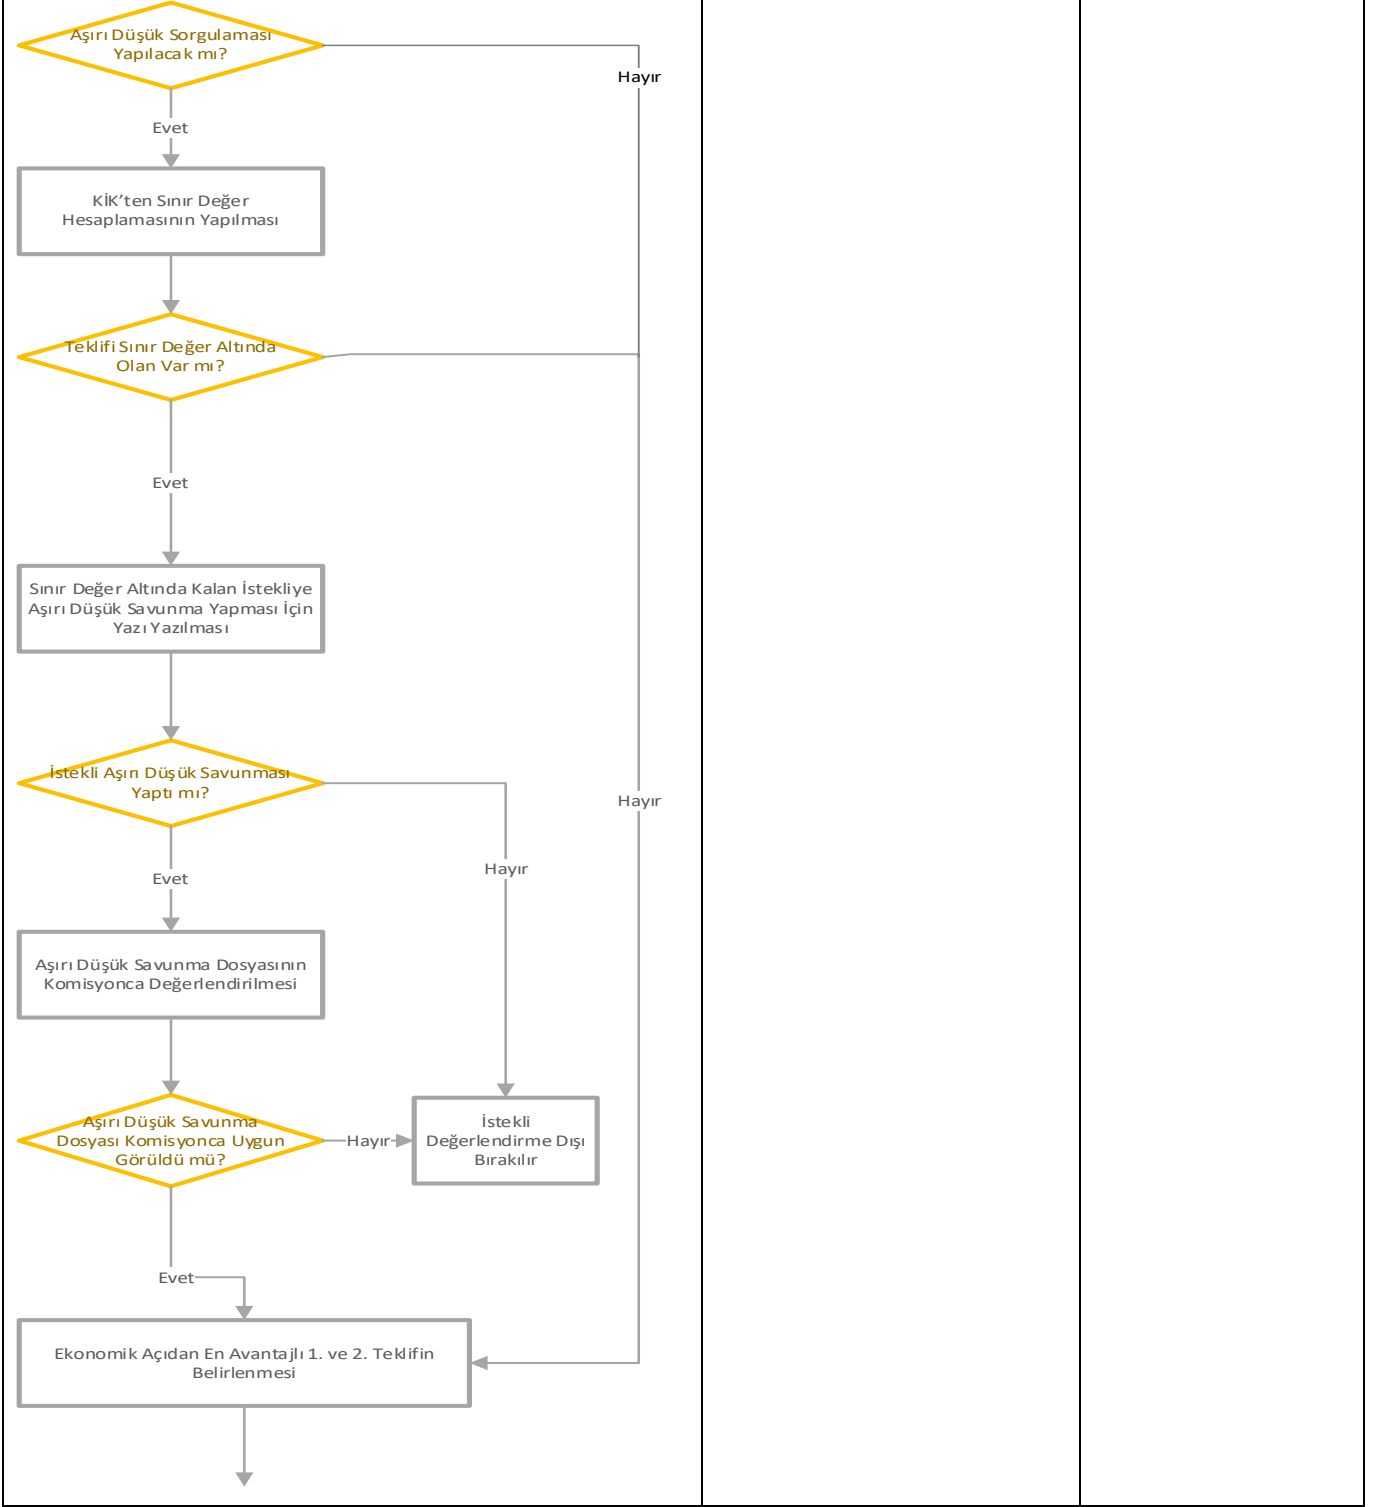 Aşırı Düşük Sorgulaması
Yapılacak mı?
Hayır
Evet
KİK’ten Sınır Değer
Hesaplamasının Yapılması
Teklifi Sınır Değer Altında
Olan Var mı?
Evet
Sınır Değer Altında Kalan İstekliye
Aşırı Düşük Savunma Yapması İçin
Yazı Yazılması
İstekli Aşırı Düşük Savunması
Yaptı mı?
Hayır
Hayır
Evet
Aşırı Düşük Savunma Dosyasının
Komisyonca Değerlendirilmesi
Aşırı Düşük Savunma
Dosyası Komisyonca Uygun
Görüldü mü?
Hayır
İstekli
Değerlendirme Dışı
Bırakılır
Evet
Ekonomik Açıdan En Avantajlı 1. ve 2. Teklifin
Belirlenmesi